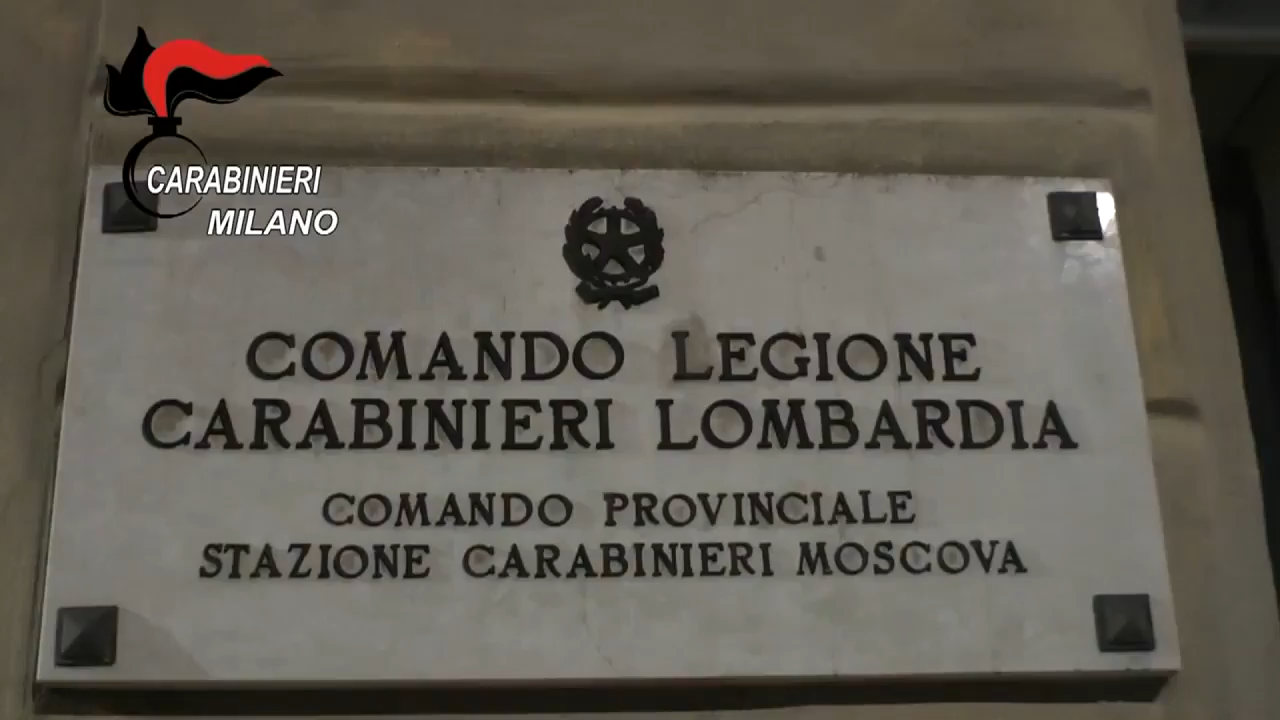 CARABINIERI
MILANO
COMANDO LEGIONE
CARABINIERI LOMBARDIA
COMANDO PROVINCIALE
STAZIONE CARABINIERI MOSCOVA